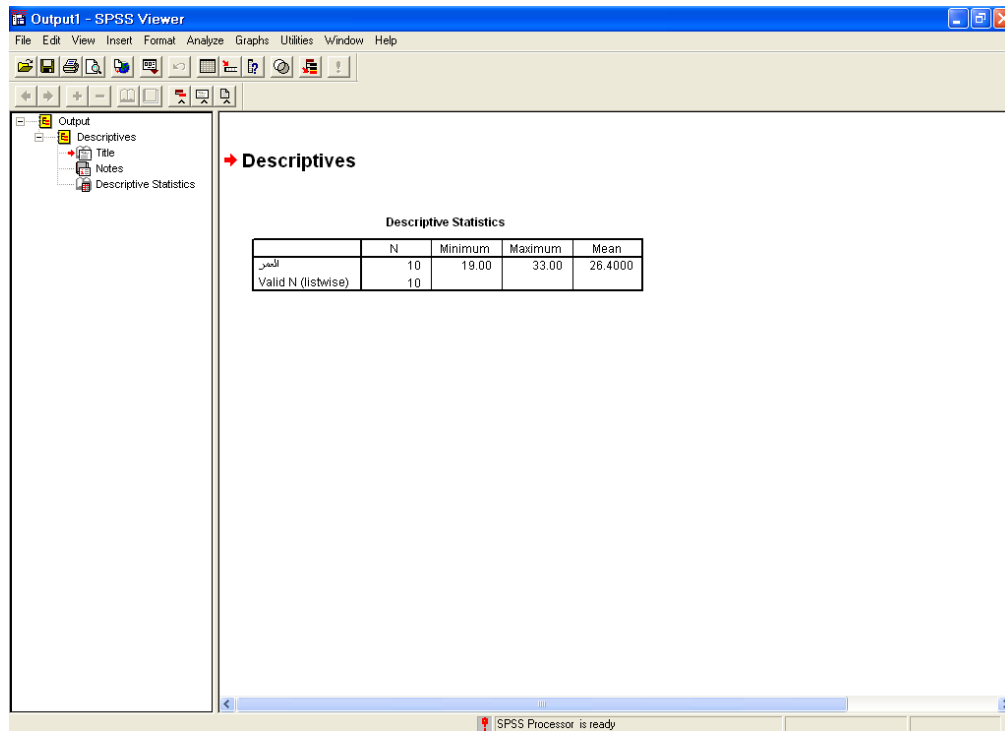 Output1 - SPSS Viewer
File Edit View Insert Format Analyze Graphs Utilities Window Help
Output
Descriptives
Title
Notes
Descriptive Statistics
Descriptives
Descriptive Statistics
N Minimum Maximum Mean
العمر 10 19.00 33.00 26.4000
Valid N (listwise) 10
SPSS Processor is ready